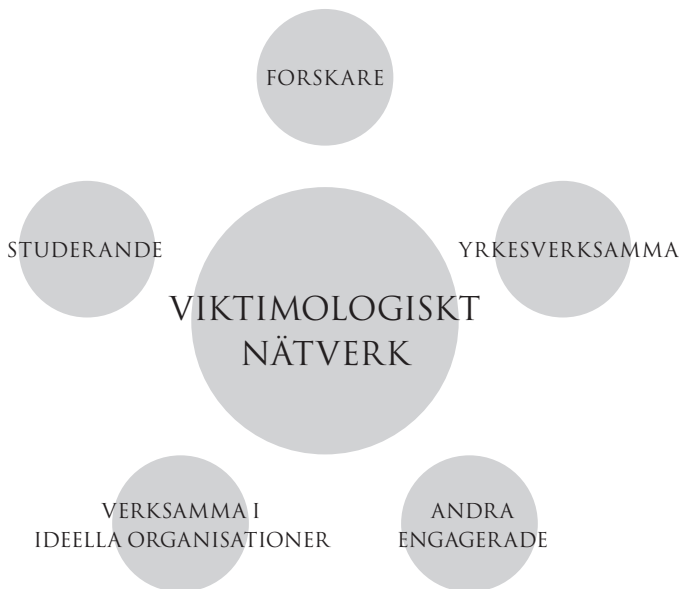 FORSKARE
STUDERANDE
YRKESVERKSAMMA
VIKTIMOLOGISKT
NÄTVERK
VERKSAMMA I
IDEELLA ORGANISATIONER
ANDRA
ENGAGERADE